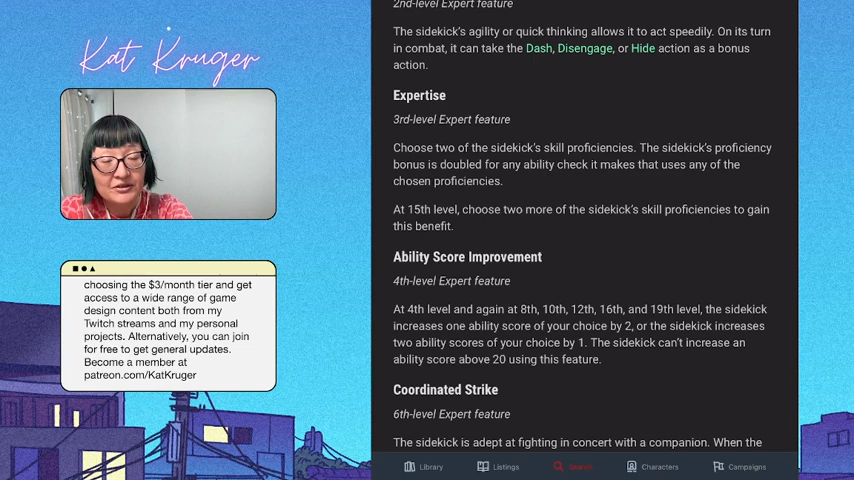 Kat Kruger
choosing the $3/month tier and get
access to a wide range of game
design content both from my
Twitch streams and my personal
projects. Alternatively, you can join
for free to get general updates.
Become a member at
patreon.com/KatKruger
2nd-level Expert feature
The sidekick's agility or quick thinking allows it to act speedily. On its turn
in combat, it can take the Dash, Disengage, or Hide action as a bonus
action.
Expertise
3rd-level Expert feature
Choose two of the sidekick's skill proficiencies. The sidekick's proficiency
bonus is doubled for any ability check it makes that uses any of the
chosen proficiencies.
At 15th level, choose two more of the sidekick's skill proficiencies to gain
this benefit.
Ability Score Improvement
4th-level Expert feature
At 4th level and again at 8th, 10th, 12th, 16th, and 19th level, the sidekick
increases one ability score of your choice by 2, or the sidekick increases
two ability scores of your choice by 1. The sidekick can't increase an
ability score above 20 using this feature.
Coordinated Strike
6th-level Expert feature
The sidekick is adept at fighting in concert with a companion. When the
Library Listings Search Characters Campaigns